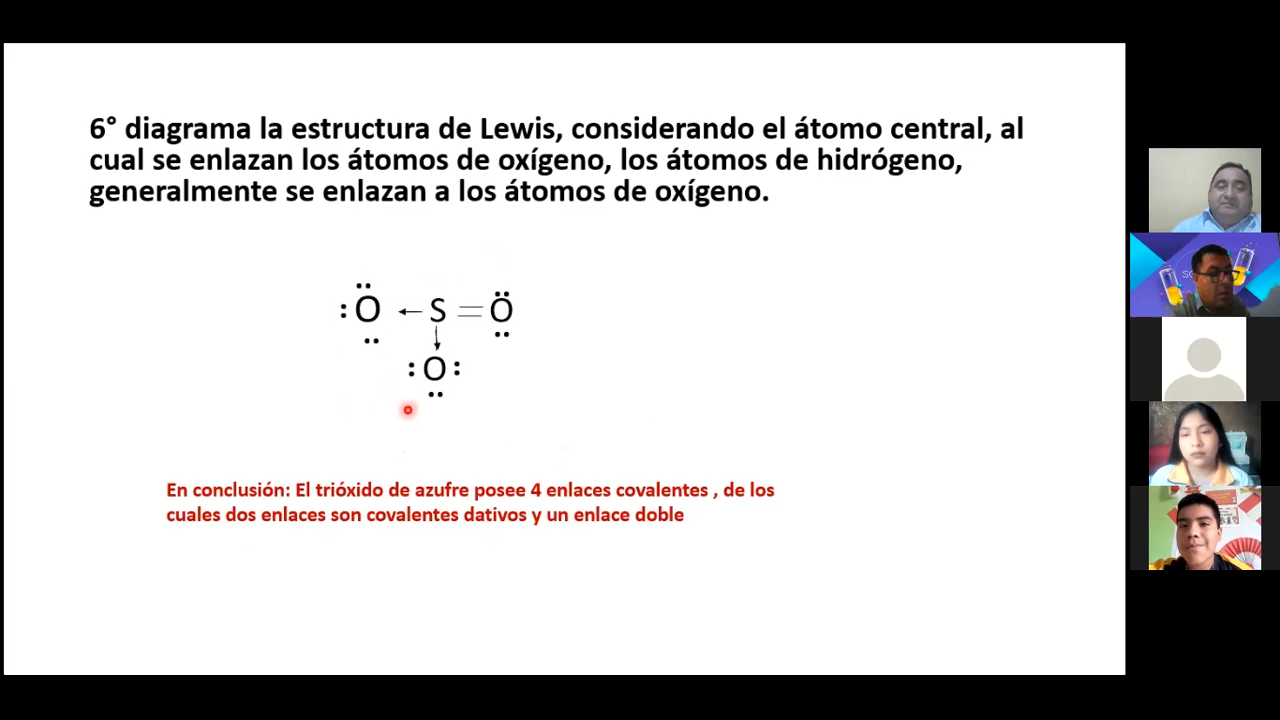 6° diagrama la estructura de Lewis, considerando el átomo central, al
cual se enlazan los átomos de oxígeno, los átomos de hidrógeno,
generalmente se enlazan a los átomos de oxígeno.
:O ← S = O
:O:
En conclusión: El trióxido de azufre posee 4 enlaces covalentes , de los
cuales dos enlaces son covalentes dativos y un enlace doble